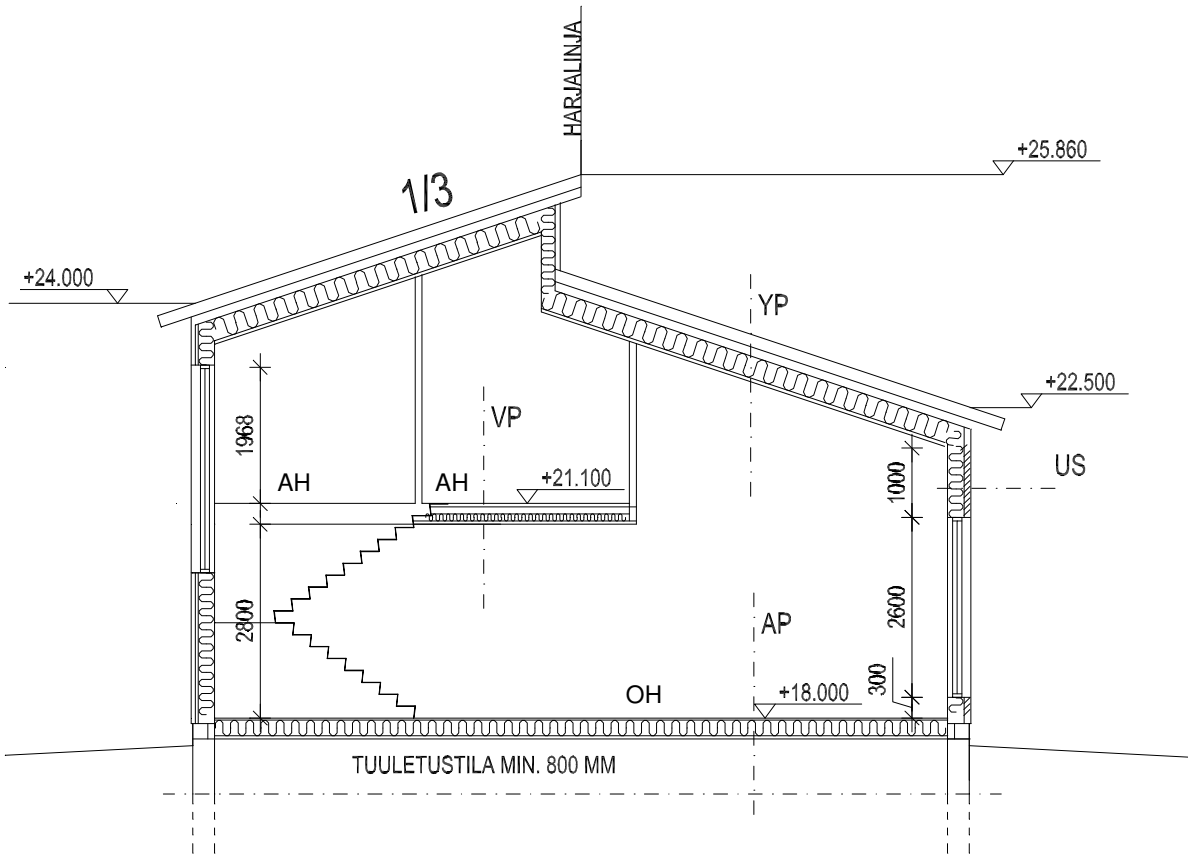 HARJALINJA
+25.860
1/3
+24.000
YP
+22.500
1968
VP
AH
AH
+21.100
1000
US
2800
2600
AP
300
OH
+18.000
TUULETUSTILA MIN. 800 MM